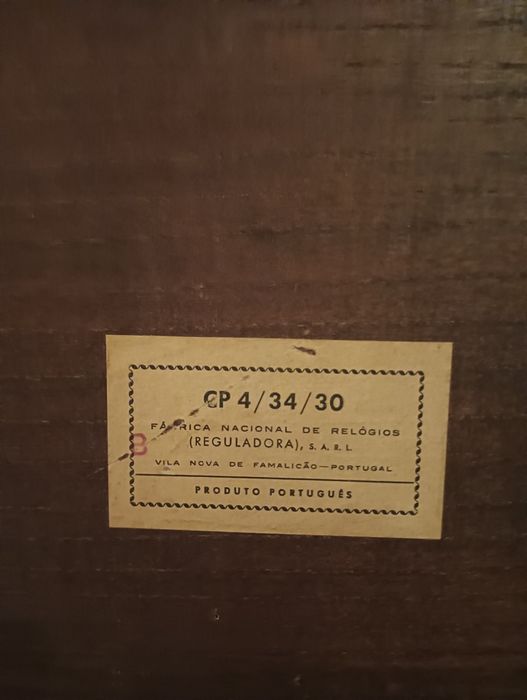 CP 4/34/30
FÁBRICA NACIONAL DE RELÓGIOS
(REGULADORA), S. A. R. L
B
VILA NOVA DE FAMALICÃO—PORTUGAL
PRODUTO PORTUGUÊS